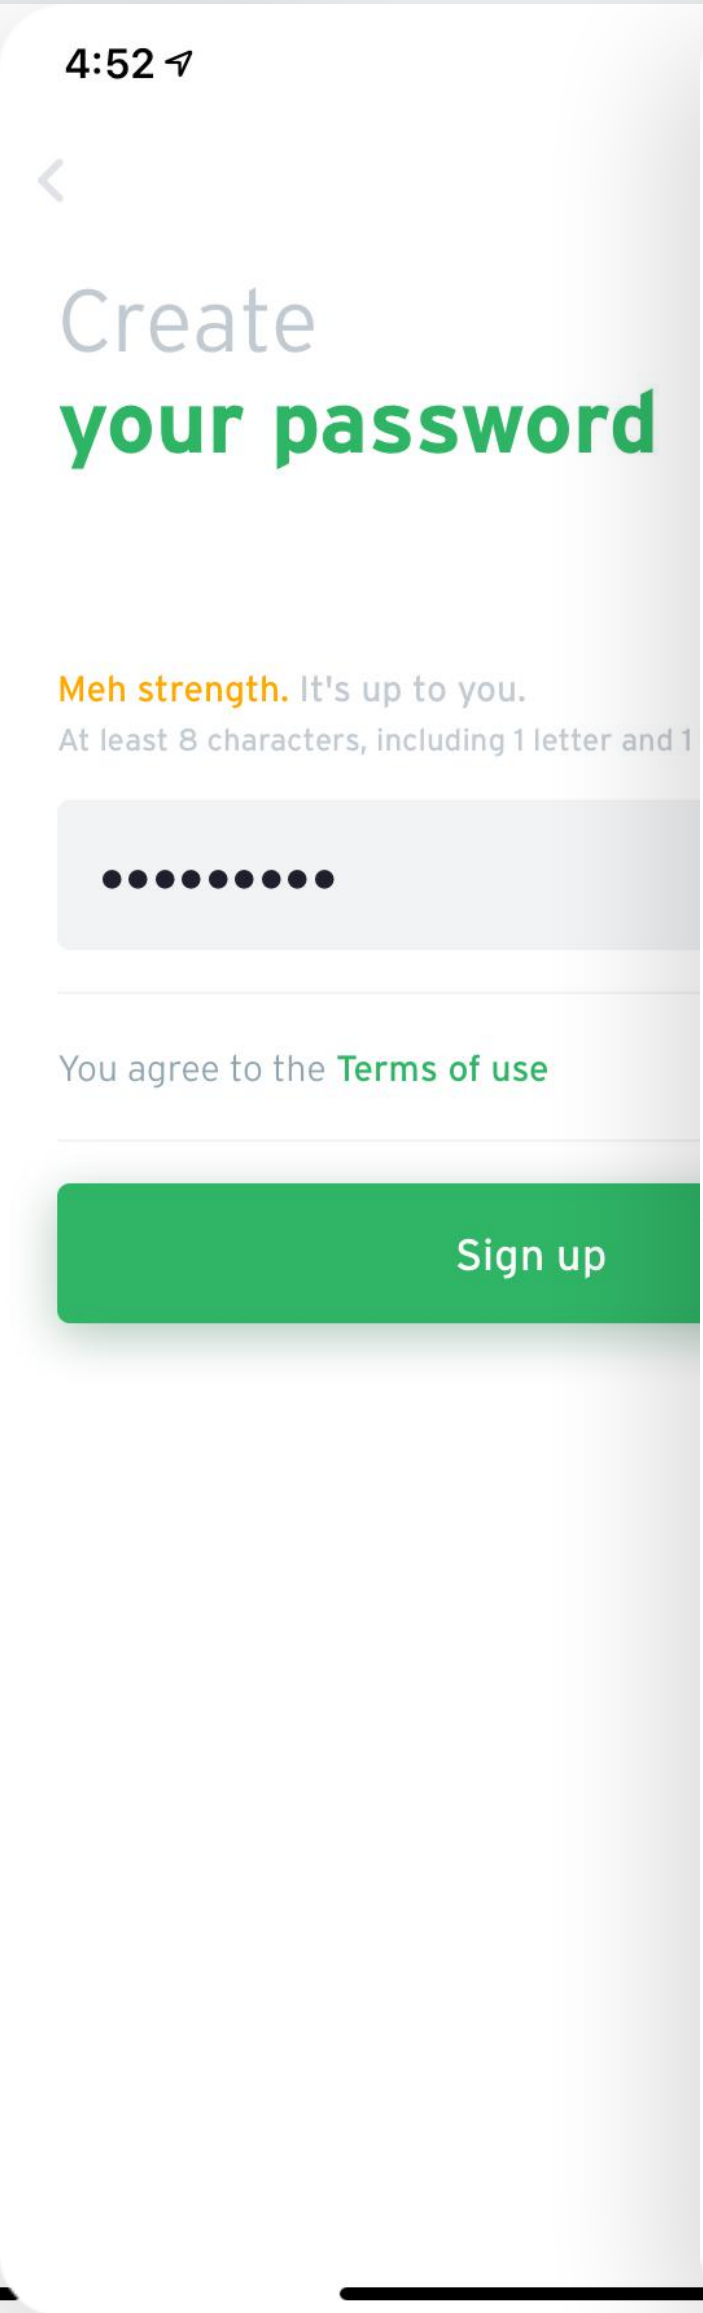 4:52
Create
your password
Meh strength. It's up to you.
At least 8 characters, including 1 letter and 1
•••••••••
You agree to the Terms of use
Sign up